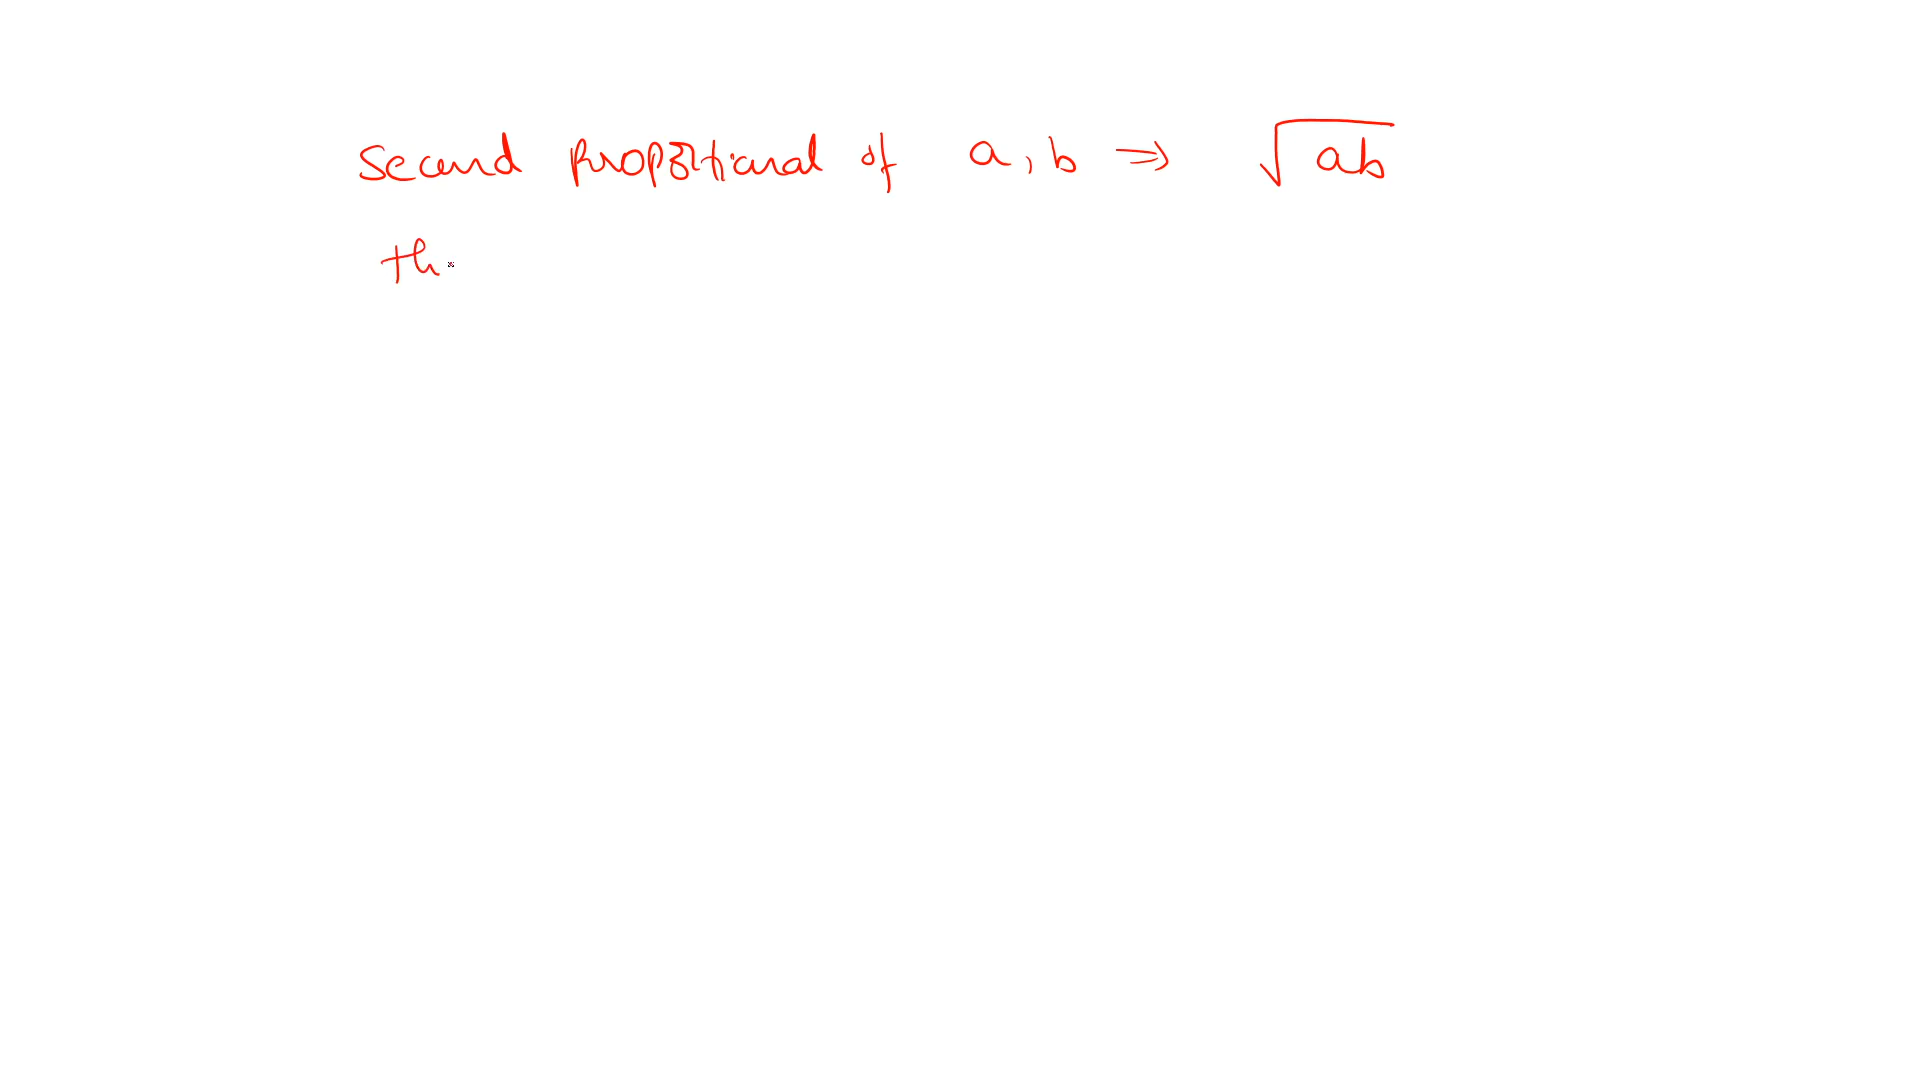 second proportional of a, b ⇒ √ab
th